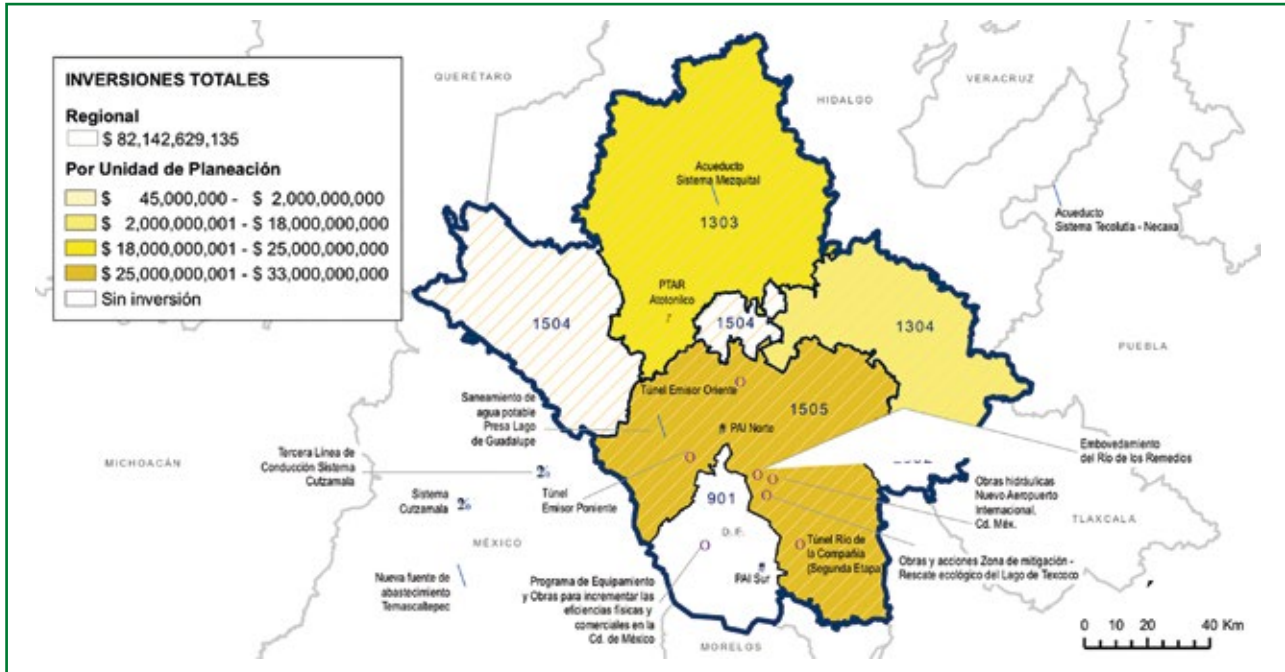 INVERSIONES TOTALES
Regional
$ 82,142,629,135
Por Unidad de Planeación
$ 45,000,000 - $ 2,000,000,000
$ 2,000,000,001 - $ 18,000,000,000
$ 18,000,000,001 - $ 25,000,000,000
$ 25,000,000,001 - $ 33,000,000,000
Sin inversión
QUERÉTARO
HIDALGO
VERACRUZ
Acueducto
Sistema Mezquital
1303
Acueducto
Sistema Tecolutla - Necaxa
PTAR
Atotonilco
1504
1504
1304
PUEBLA
Túnel Emisor Oriente
1505
Saneamiento de
agua potable
Presa Lago
de Guadalupe
PAI Norte
Embovedamiento
del Río de los Remedios
MICHOACÁN
Tercera Línea de
Conducción Sistema
Cutzamala
Sistema
Cutzamala
Túnel
Emisor Poniente
901
D.F.
Obras hidráulicas
Nuevo Aeropuerto
Internacional.
Cd. Méx.
TLAXCALA
MÉXICO
Túnel Río de
la Compañía
(Segunda Etapa)
Obras y acciones Zona de mitigación -
Rescate ecológico del Lago de Texcoco
Nueva fuente de
abastecimiento
Temascaltepec
Programa de Equipamiento
y Obras para incrementar las
eficiencias físicas y
comerciales en la
Cd. de México
PAI Sur
MORELOS
0 10 20 40 Km